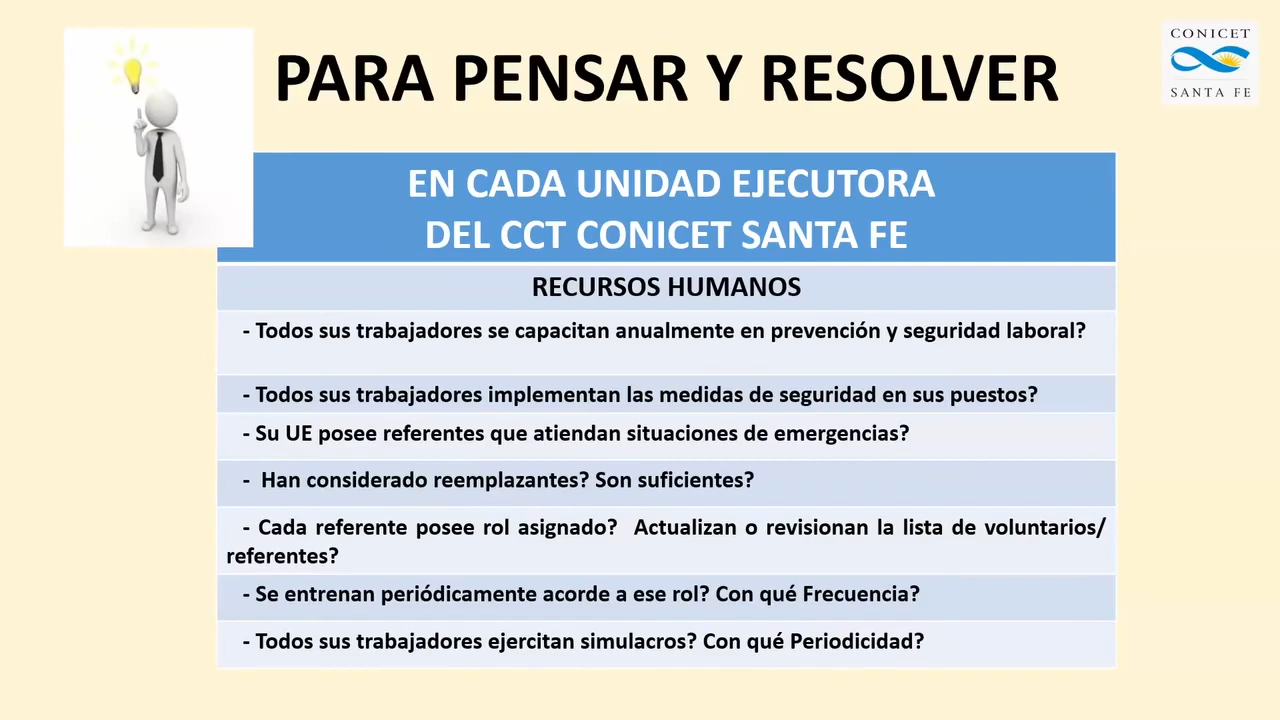 PARA PENSAR Y RESOLVER
CONICET
SANTA FE
EN CADA UNIDAD EJECUTORA
DEL CCT CONICET SANTA FE
RECURSOS HUMANOS
- Todos sus trabajadores se capacitan anualmente en prevención y seguridad laboral?
- Todos sus trabajadores implementan las medidas de seguridad en sus puestos?
- Su UE posee referentes que atiendan situaciones de emergencias?
- Han considerado reemplazantes? Son suficientes?
- Cada referente posee rol asignado? Actualizan o revisionan la lista de voluntarios/
referentes?
- Se entrenan periódicamente acorde a ese rol? Con qué Frecuencia?
- Todos sus trabajadores ejercitan simulacros? Con qué Periodicidad?